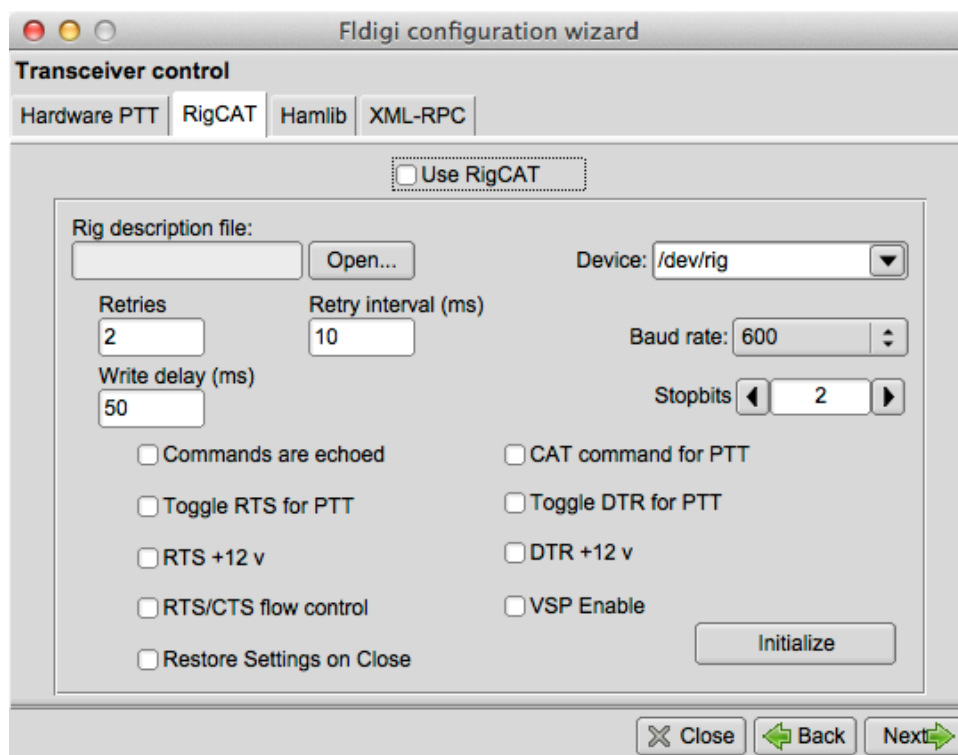 Fldigi configuration wizard
Transceiver control
Hardware PTT RigCAT Hamlib XML-RPC
Use RigCAT
Rig description file:
Open... Device: /dev/rig
Retries Retry interval (ms)
2 10 Baud rate: 600
Write delay (ms)
50 Stopbits 2
Commands are echoed CAT command for PTT
Toggle RTS for PTT Toggle DTR for PTT
RTS +12 v DTR +12 v
RTS/CTS flow control VSP Enable
Restore Settings on Close Initialize
Close Back Next